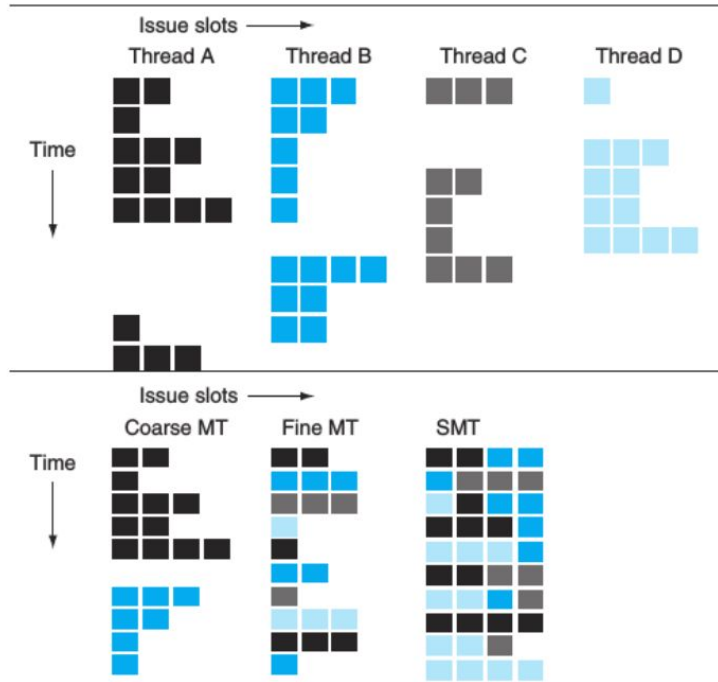 Issue slots
Thread A Thread B Thread C Thread D
Time
Issue slots
Coarse MT Fine MT SMT
Time